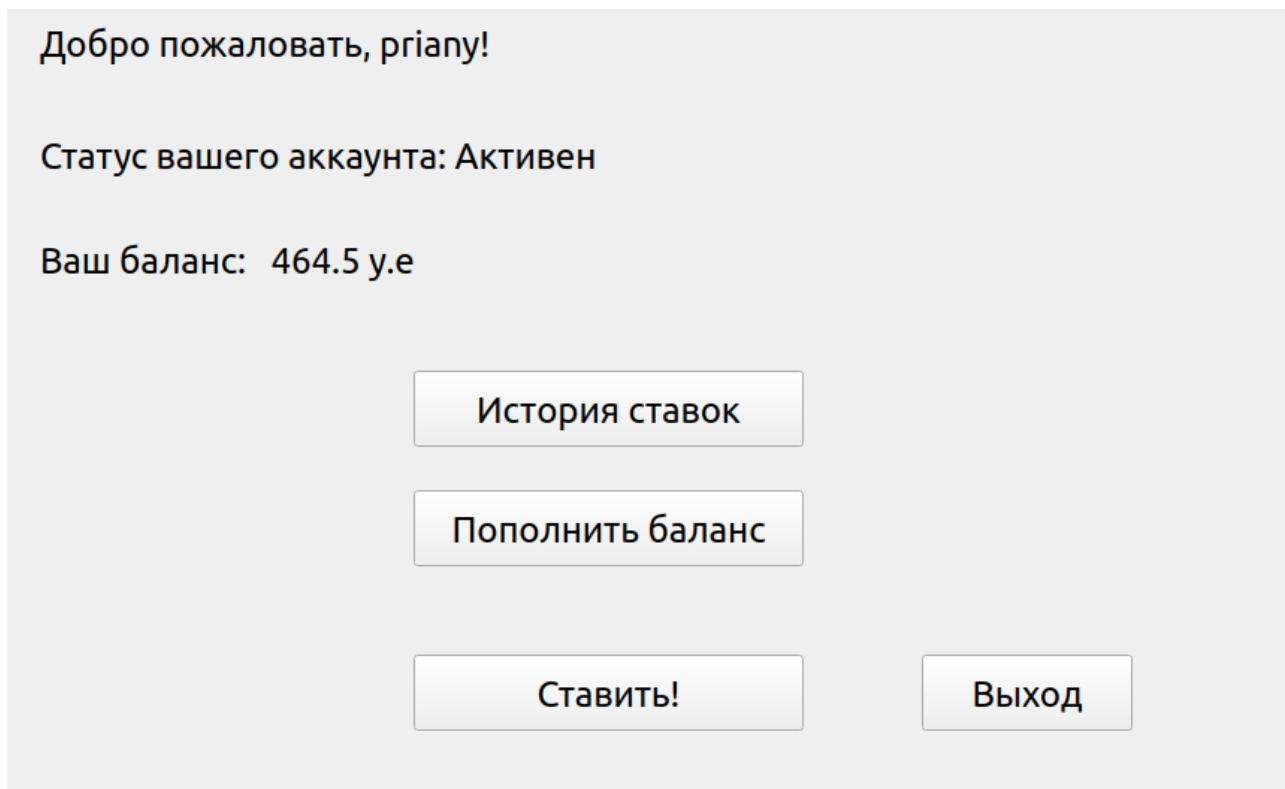 Добро пожаловать, priany!
Статус вашего аккаунта: Активен
Ваш баланс: 464.5 у.е
История ставок
Пополнить баланс
Ставить!
Выход